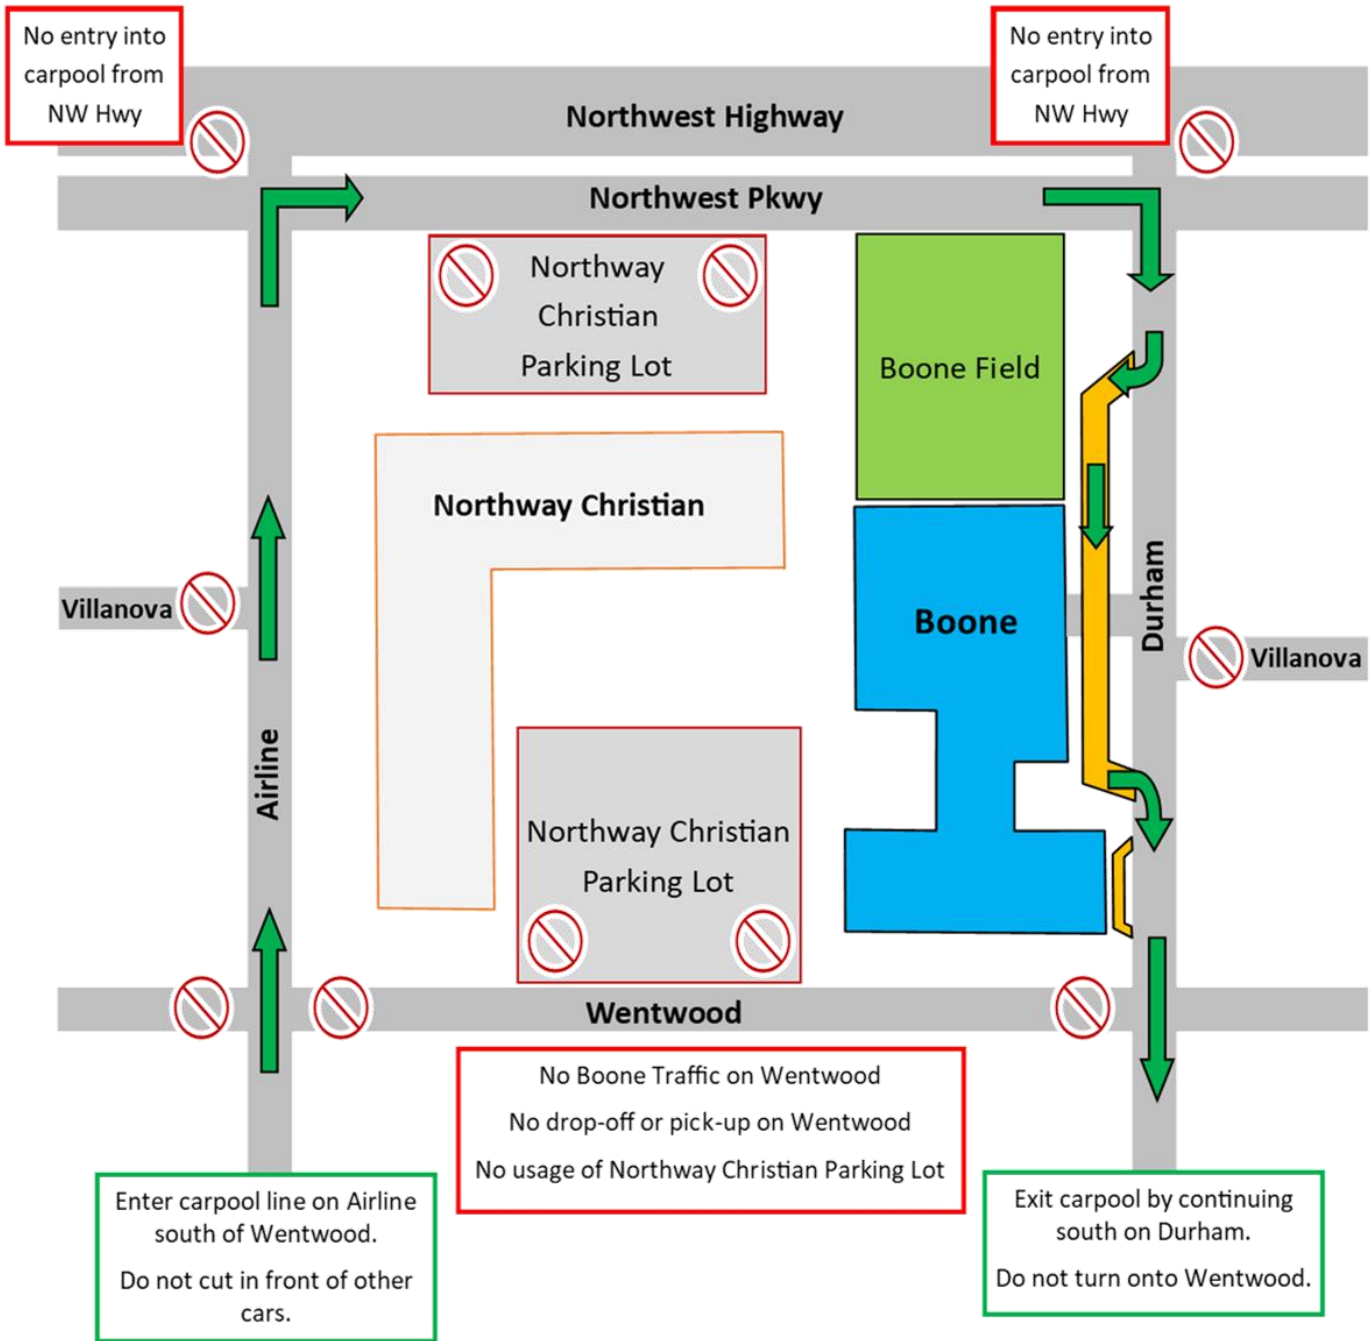 No entry into
carpool from
NW Hwy
No entry into
carpool from
NW Hwy
Northwest Highway
Northwest Pkwy
Northway
Christian
Parking Lot
Boone Field
Northway Christian
Boone
Durham
Villanova
Villanova
Airline
Northway Christian
Parking Lot
Wentwood
No Boone Traffic on Wentwood
No drop-off or pick-up on Wentwood
No usage of Northway Christian Parking Lot
Enter carpool line on Airline
south of Wentwood.
Do not cut in front of other
cars.
Exit carpool by continuing
south on Durham.
Do not turn onto Wentwood.